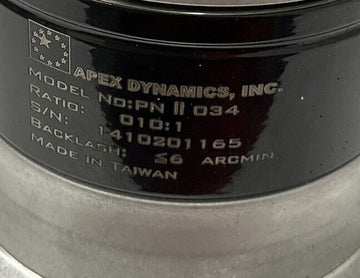 APEX DYNAMICS, INC.
MODEL NO:PN II 034
RATIO: 010:1
S/N: 1410201165
BACKLASH: ≤6 ARCMIN
MADE IN TAIWAN